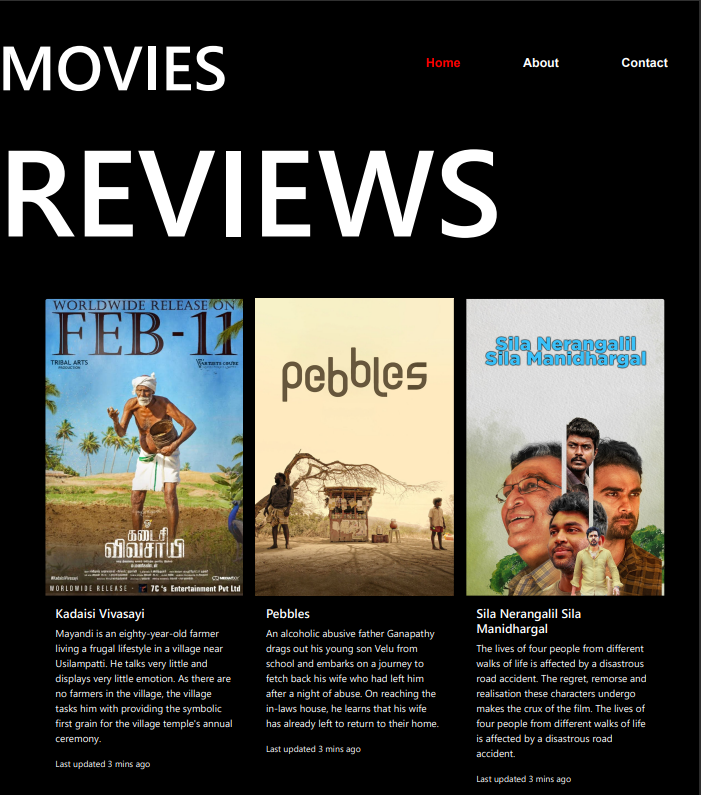 MOVIES
Home About Contact
REVIEWS
WORLDWIDE RELEASE ON
FEB-11
TRIBAL ARTS
PRODUCTION
கடைசி
விவசாயி
#KadaisiVivasayi
WORLDWIDE RELEASE - 7C's Entertainment Pvt Ltd
pebbles
Sila Nerangalil
Sila Manidhargal
Kadaisi Vivasayi
Mayandi is an eighty-year-old farmer
living a frugal lifestyle in a village near
Usilampatti. He talks very little and
displays very little emotion. As there are
no farmers in the village, the village
tasks him with providing the symbolic
first grain for the village temple's annual
ceremony.
Last updated 3 mins ago
Pebbles
An alcoholic abusive father Ganapathy
drags out his young son Velu from
school and embarks on a journey to
fetch back his wife who had left him
after a night of abuse. On reaching the
in-laws house, he learns that his wife
has already left to return to their home.
Last updated 3 mins ago
Sila Nerangalil Sila
Manidhargal
The lives of four people from different
walks of life is affected by a disastrous
road accident. The regret, remorse and
realisation these characters undergo
makes the crux of the film. The lives of
four people from different walks of life
is affected by a disastrous road
accident.
Last updated 3 mins ago